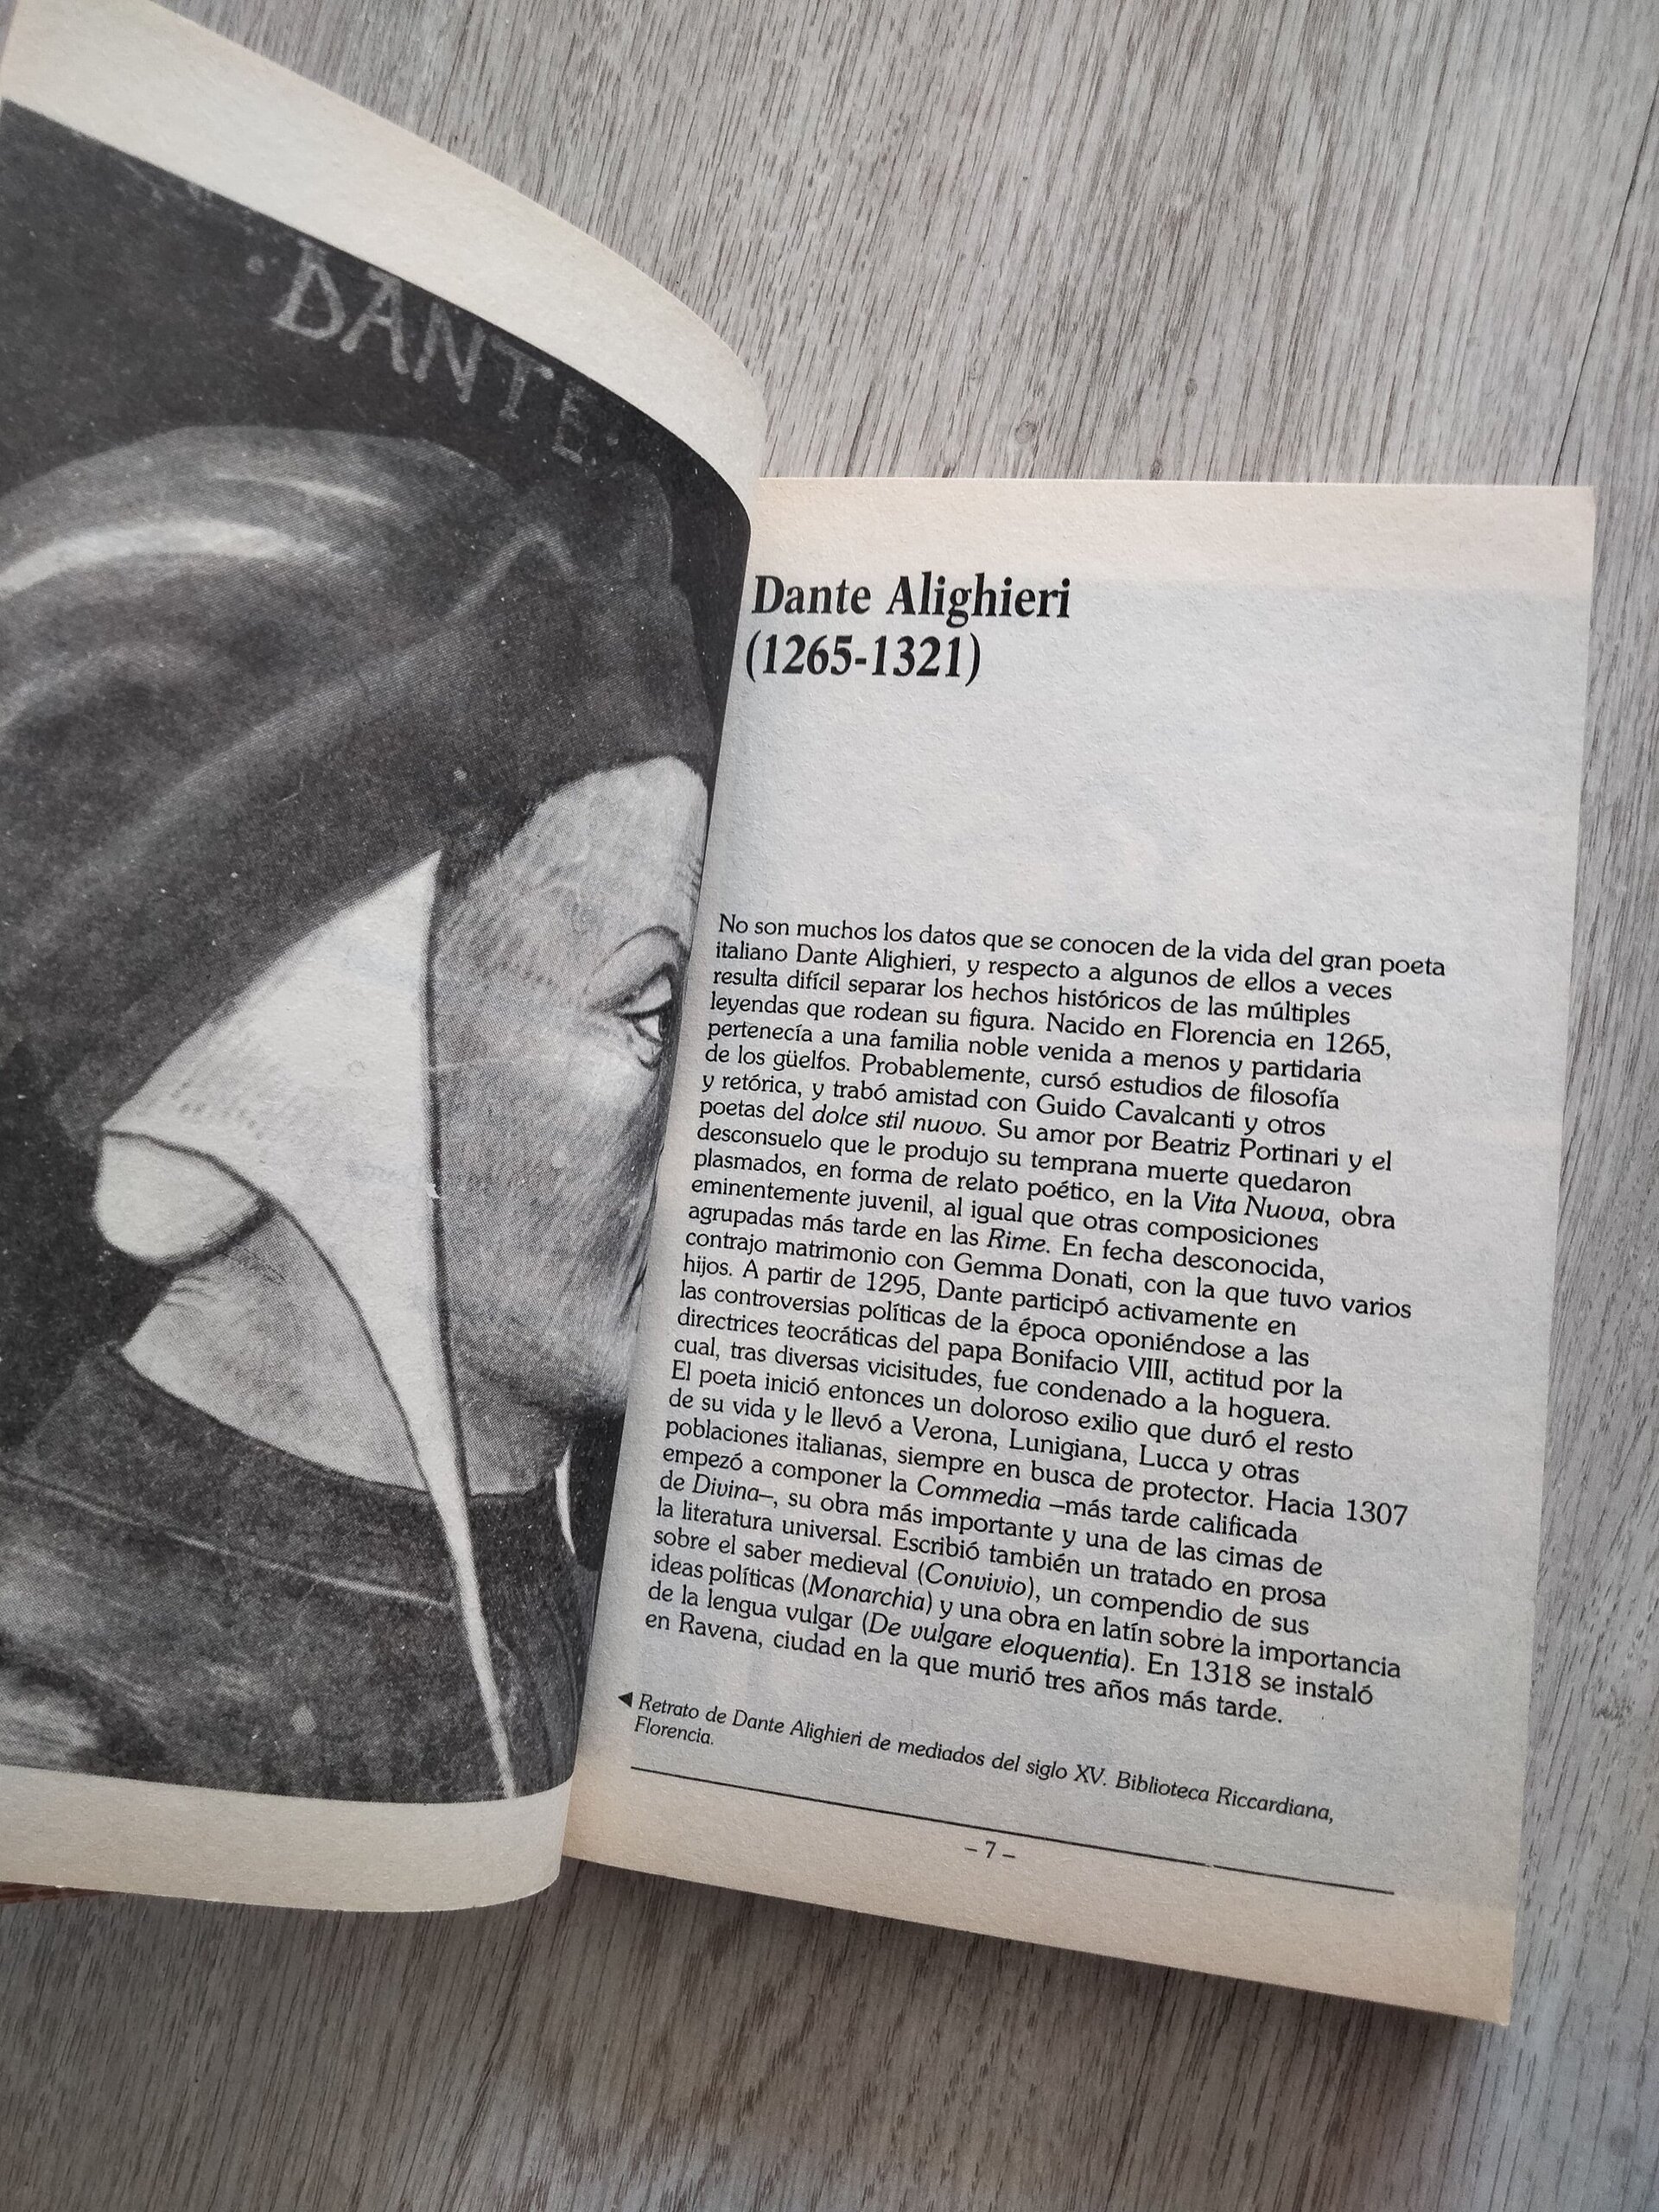 ·DANTE·
Dante Alighieri
(1265-1321)
No son muchos los datos que se conocen de la vida del gran poeta
italiano Dante Alighieri, y respecto a algunos de ellos a veces
resulta difícil separar los hechos históricos de las múltiples
leyendas que rodean su figura. Nacido en Florencia en 1265,
pertenecía a una familia noble venida a menos y partidaria
de los güelfos. Probablemente, cursó estudios de filosofía
y retórica, y trabó amistad con Guido Cavalcanti y otros
poetas del dolce stil nuovo. Su amor por Beatriz Portinari y el
desconsuelo que le produjo su temprana muerte quedaron
plasmados, en forma de relato poético, en la Vita Nuova, obra
eminentemente juvenil, al igual que otras composiciones
agrupadas más tarde en las Rime. En fecha desconocida,
contrajo matrimonio con Gemma Donati, con la que tuvo varios
hijos. A partir de 1295, Dante participó activamente en
las controversias políticas de la época oponiéndose a las
directrices teocráticas del papa Bonifacio VIII, actitud por la
cual, tras diversas vicisitudes, fue condenado a la hoguera.
El poeta inició entonces un doloroso exilio que duró el resto
de su vida y le llevó a Verona, Lunigiana, Lucca y otras
poblaciones italianas, siempre en busca de protector. Hacia 1307
empezó a componer la Commedia –más tarde calificada
de Divina–, su obra más importante y una de las cimas de
la literatura universal. Escribió también un tratado en prosa
sobre el saber medieval (Convivio), un compendio de sus
ideas políticas (Monarchia) y una obra en latín sobre la importancia
de la lengua vulgar (De vulgare eloquentia). En 1318 se instaló
en Ravena, ciudad en la que murió tres años más tarde.
◀ Retrato de Dante Alighieri de mediados del siglo XV. Biblioteca Riccardiana,
Florencia.
– 7 –